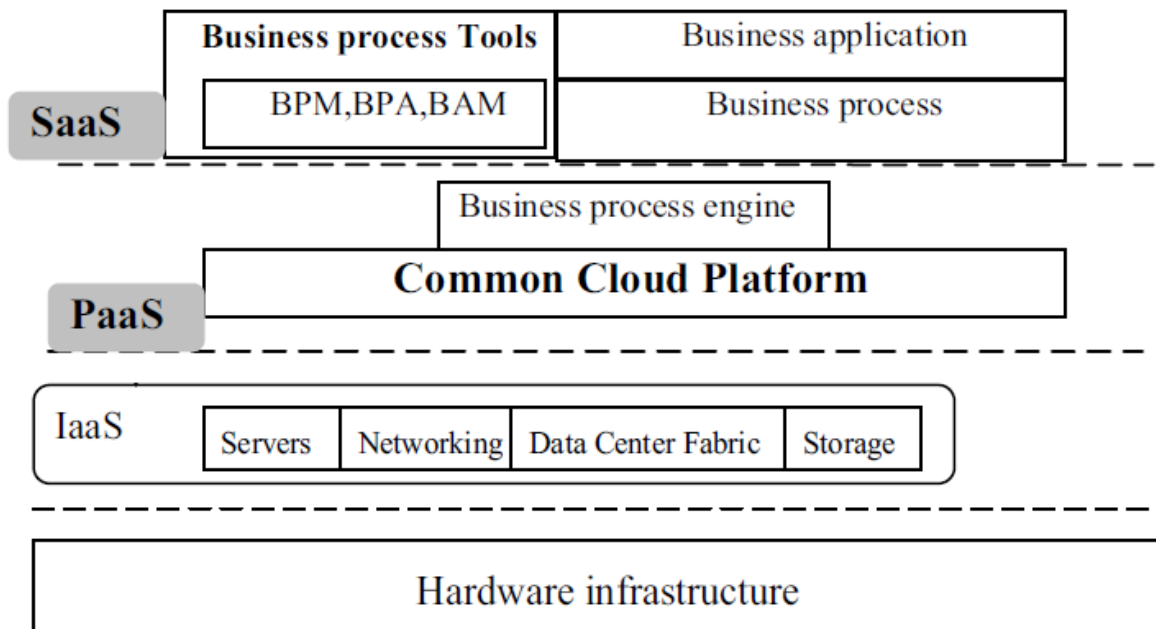 Business process Tools
Business application
BPM,BPA,BAM
Business process
SaaS
Business process engine
Common Cloud Platform
PaaS
IaaS
Servers
Networking
Data Center Fabric
Storage
Hardware infrastructure